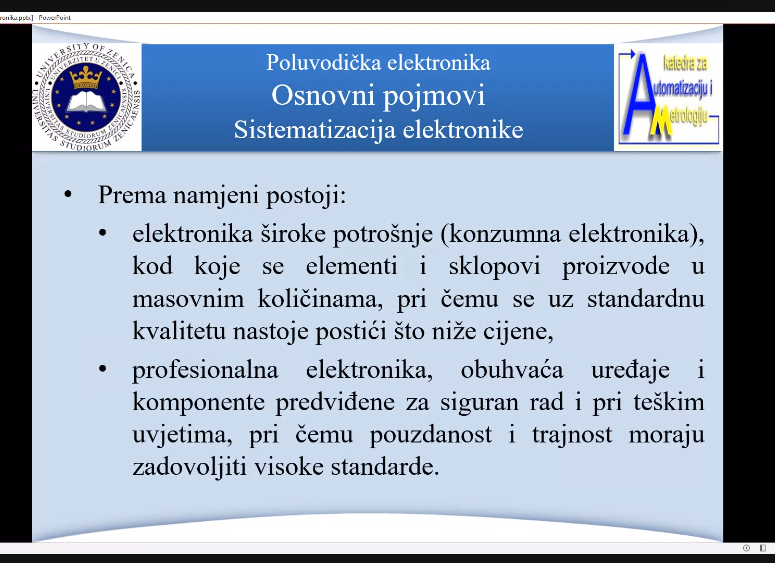 ronika.pptx] - PowerPoint
UNIVERSITY OF ZENICA
UNIVERZITET U ZENICI
UNIVERSITAS STUDIORUM ZENICAENSIS
Poluvodička elektronika
Osnovni pojmovi
Sistematizacija elektronike
katedra za
Automatizaciju i
Metrologiju
• Prema namjeni postoji:
• elektronika široke potrošnje (konzumna elektronika),
kod koje se elementi i sklopovi proizvode u
masovnim količinama, pri čemu se uz standardnu
kvalitetu nastoje postići što niže cijene,
• profesionalna elektronika, obuhvaća uređaje i
komponente predviđene za siguran rad i pri teškim
uvjetima, pri čemu pouzdanost i trajnost moraju
zadovoljiti visoke standarde.